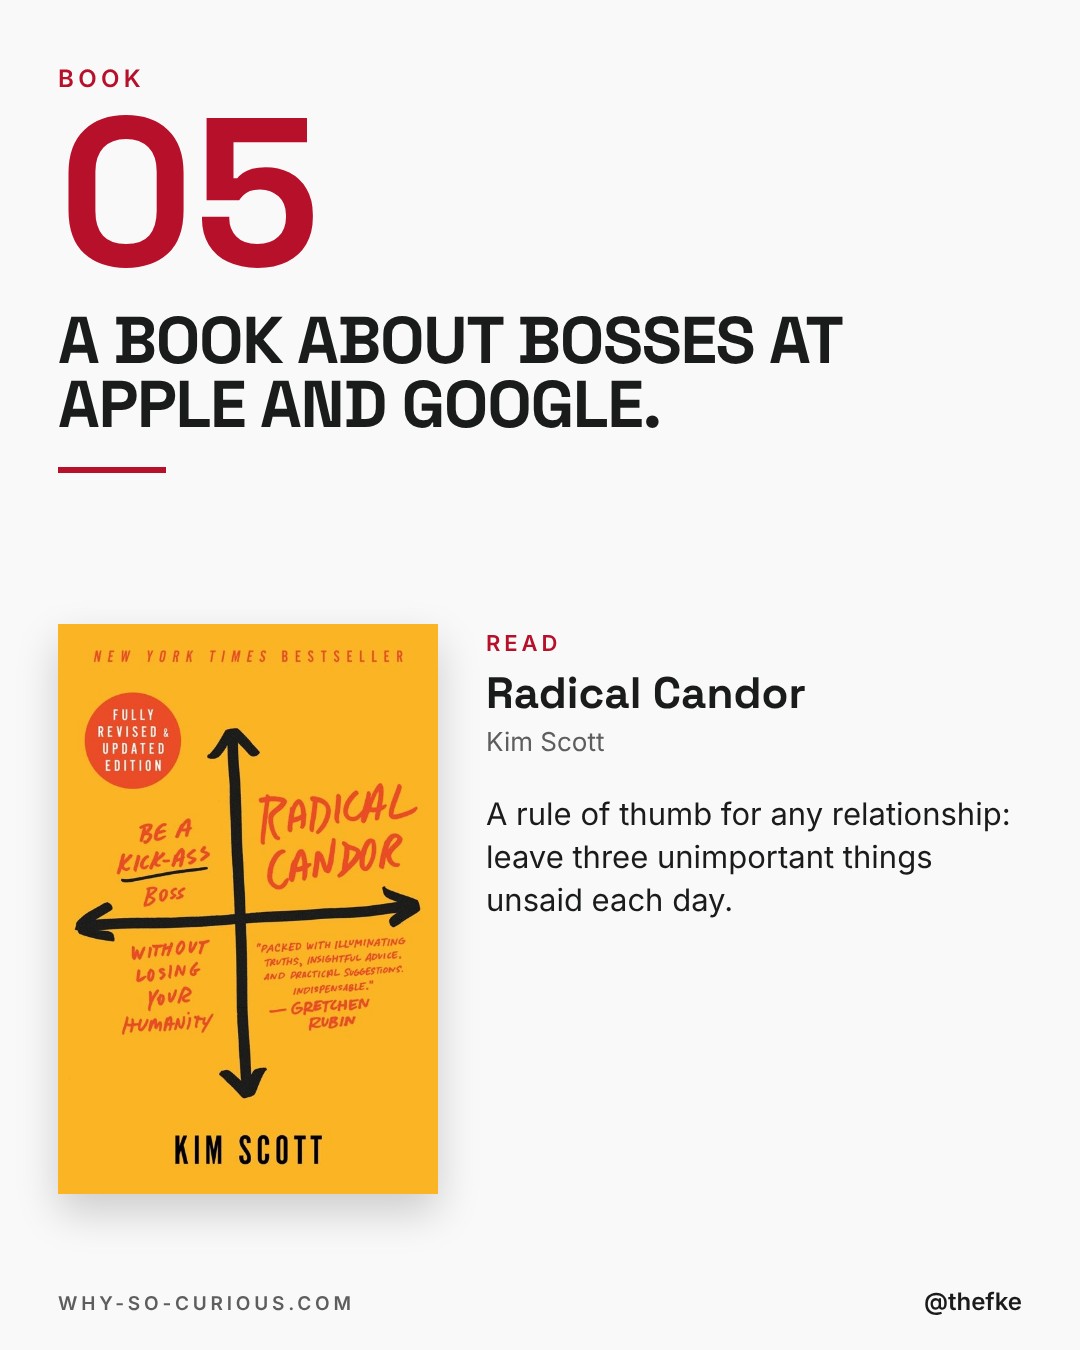 BOOK
05
A BOOK ABOUT BOSSES AT
APPLE AND GOOGLE.
NEW YORK TIMES BESTSELLER
FULLY
REVISED &
UPDATED
EDITION
RADICAL
CANDOR
BE A
KICK-ASS
BOSS
WITHOUT
LOSING
YOUR
HUMANITY
"PACKED WITH ILLUMINATING
TRUTHS, INSIGHTFUL ADVICE,
AND PRACTICAL SUGGESTIONS.
INDISPENSABLE."
— GRETCHEN
RUBIN
KIM SCOTT
READ
Radical Candor
Kim Scott
A rule of thumb for any relationship:
leave three unimportant things
unsaid each day.
WHY-SO-CURIOUS.COM
@thefke